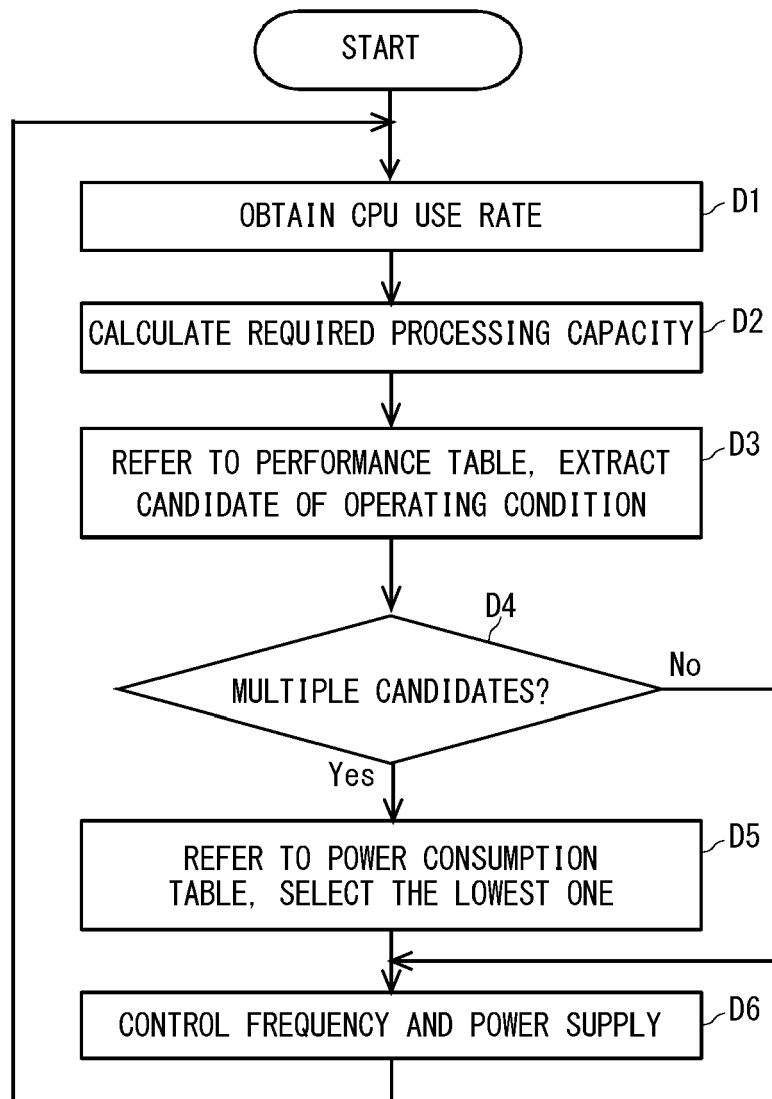 START
OBTAIN CPU USE RATE
D1
CALCULATE REQUIRED PROCESSING CAPACITY
D2
REFER TO PERFORMANCE TABLE, EXTRACT
CANDIDATE OF OPERATING CONDITION
D3
D4
MULTIPLE CANDIDATES?
No
Yes
REFER TO POWER CONSUMPTION
TABLE, SELECT THE LOWEST ONE
D5
CONTROL FREQUENCY AND POWER SUPPLY
D6